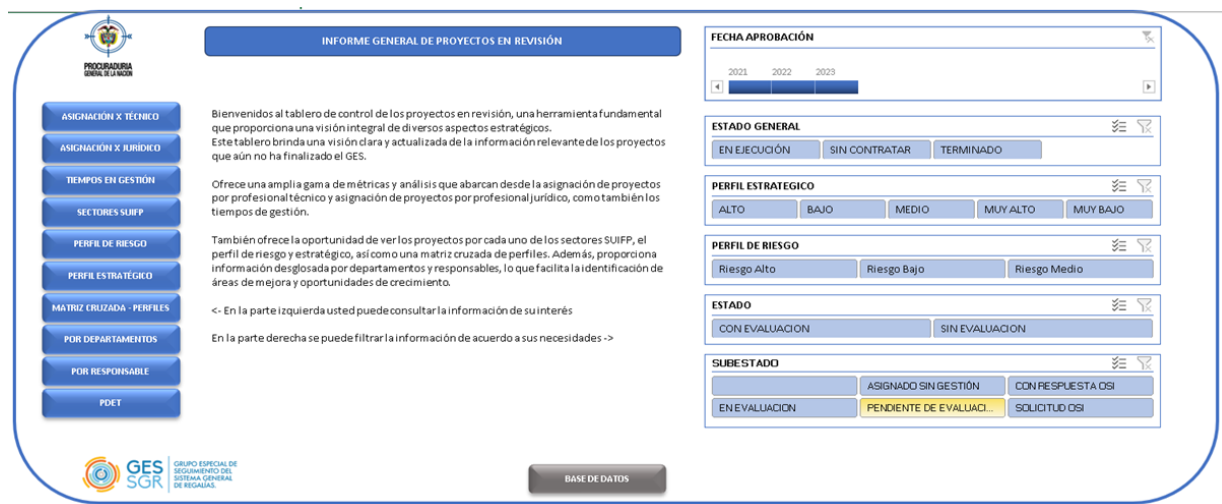 PROCURADURIA
GENERAL DE LA NACION
INFORME GENERAL DE PROYECTOS EN REVISIÓN
ASIGNACIÓN X TÉCNICO
ASIGNACIÓN X JURÍDICO
TIEMPOS EN GESTIÓN
SECTORES SUIFP
PERFIL DE RIESGO
PERFIL ESTRATÉGICO
MATRIZ CRUZADA - PERFILES
POR DEPARTAMENTOS
POR RESPONSABLE
PDET
Bienvenidos al tablero de control de los proyectos en revisión, una herramienta fundamental
que proporciona una visión integral de diversos aspectos estratégicos.
Este tablero brinda una visión clara y actualizada de la información relevante de los proyectos
que aún no ha finalizado el GES.
Ofrece una amplia gama de métricas y análisis que abarcan desde la asignación de proyectos
por profesional técnico y asignación de proyectos por profesional jurídico, como también los
tiempos de gestión.
También ofrece la oportunidad de ver los proyectos por cada uno de los sectores SUIFP, el
perfil de riesgo y estratégico, así como una matriz cruzada de perfiles. Además, proporciona
información desglosada por departamentos y responsables, lo que facilita la identificación de
áreas de mejora y oportunidades de crecimiento.
<- En la parte izquierda usted puede consultar la información de su interés
En la parte derecha se puede filtrar la información de acuerdo a sus necesidades ->
FECHA APROBACIÓN
2021 2022 2023
ESTADO GENERAL
EN EJECUCIÓN SIN CONTRATAR TERMINADO
PERFIL ESTRATEGICO
ALTO BAJO MEDIO MUY ALTO MUY BAJO
PERFIL DE RIESGO
Riesgo Alto Riesgo Bajo Riesgo Medio
ESTADO
CON EVALUACION SIN EVALUACION
SUBESTADO
ASIGNADO SIN GESTIÓN CON RESPUESTA OSI
EN EVALUACION PENDIENTE DE EVALUACI... SOLICITUD OSI
GES
SGR
GRUPO ESPECIAL DE
SEGUIMIENTO DEL
SISTEMA GENERAL
DE REGALÍAS.
BASE DE DATOS